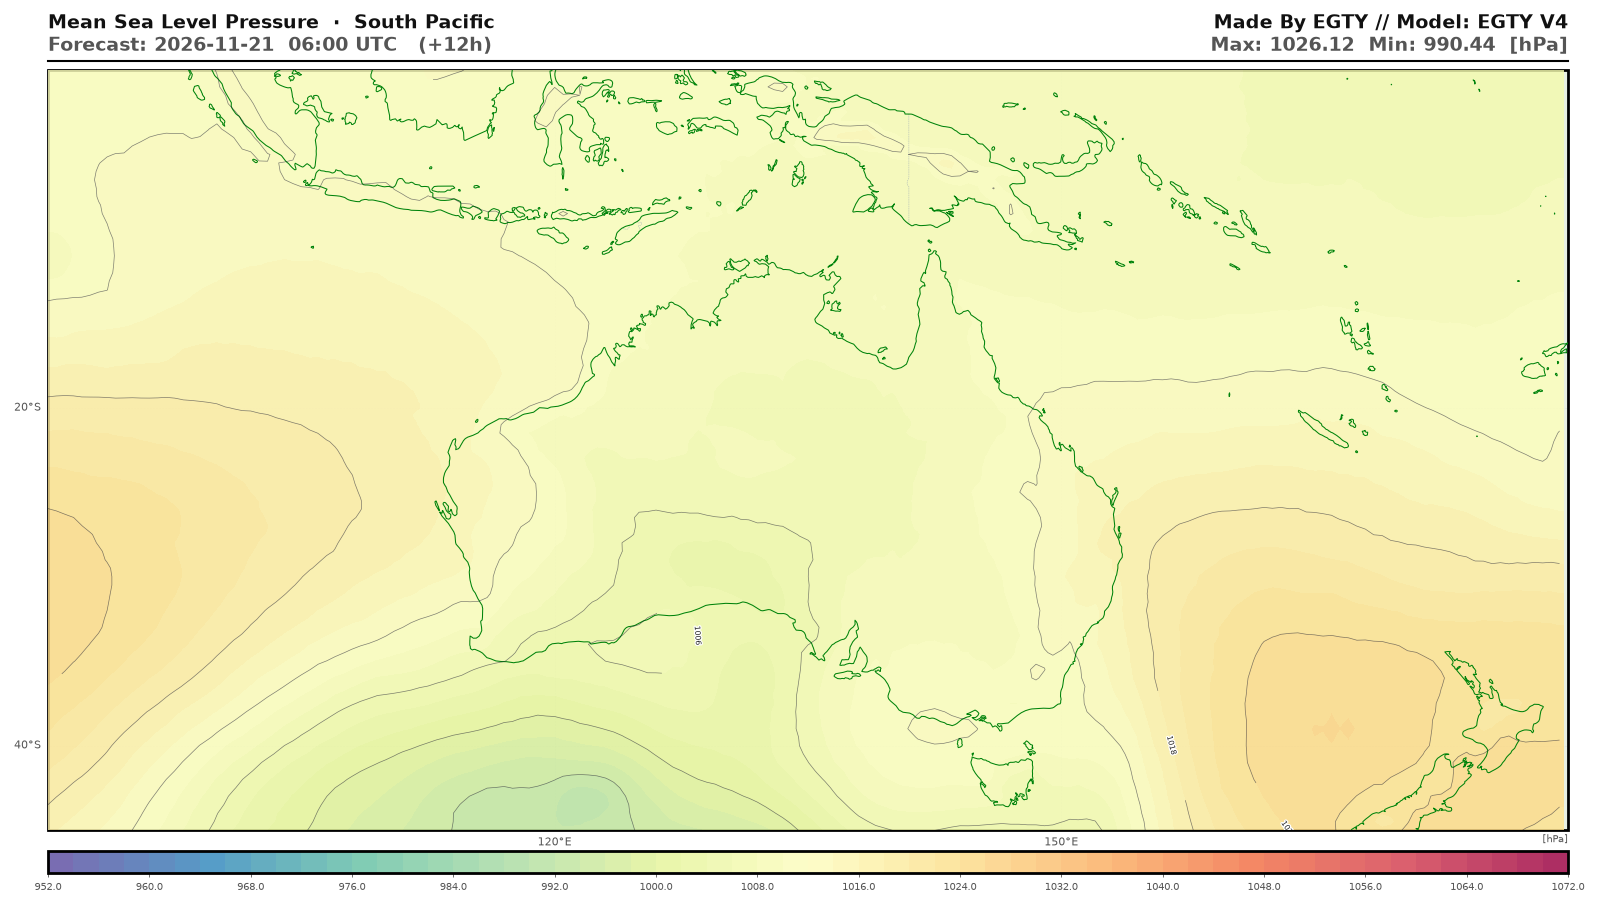 Mean Sea Level Pressure · South Pacific
Made By EGTY // Model: EGTY V4
Forecast: 2026-11-21 06:00 UTC (+12h)
Max: 1026.12 Min: 990.44 [hPa]
20°S
1006
40°S
1018
120°E
150°E
[hPa]
952.0 960.0 968.0 976.0 984.0 992.0 1000.0 1008.0 1016.0 1024.0 1032.0 1040.0 1048.0 1056.0 1064.0 1072.0